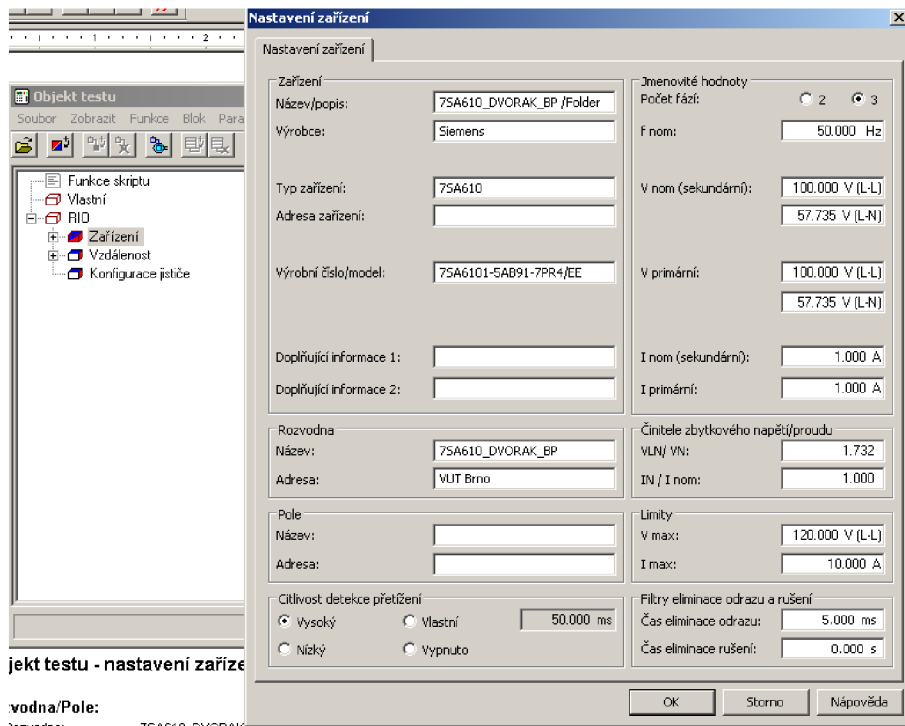 Nastavení zařízení
Nastavení zařízení
1
2
Objekt testu
Soubor Zobrazit Funkce Blok Para
Funkce skriptu
Vlastní
RIO
Zařízení
Vzdálenost
Konfigurace jističe
Zařízení
Název/popis: 7SA610_DVORAK_BP /Folder
Výrobce: Siemens
Typ zařízení: 7SA610
Adresa zařízení:
Výrobní číslo/model: 7SA6101-5AB91-7PR4/EE
Doplňující informace 1:
Doplňující informace 2:
Jmenovité hodnoty
Počet fází: 2 3
f nom: 50.000 Hz
V nom (sekundární): 100.000 V (L-L)
57.735 V (L-N)
V primární: 100.000 V (L-L)
57.735 V (L-N)
I nom (sekundární): 1.000 A
I primární: 1.000 A
Rozvodna
Název: 7SA610_DVORAK_BP
Adresa: VUT Brno
Činitele zbytkového napětí/proudu
VLN/ VN: 1.732
IN / I nom: 1.000
Pole
Název:
Adresa:
Limity
V max: 120.000 V (L-L)
I max: 10.000 A
Citlivost detekce přetížení
Vysoký Vlastní 50.000 ms
Nízký Vypnuto
Filtry eliminace odrazu a rušení
Čas eliminace odrazu: 5.000 ms
Čas eliminace rušení: 0.000 s
OK Storno Nápověda
jekt testu - nastavení zaříze
vodna/Pole:
7SA610_DVORAK